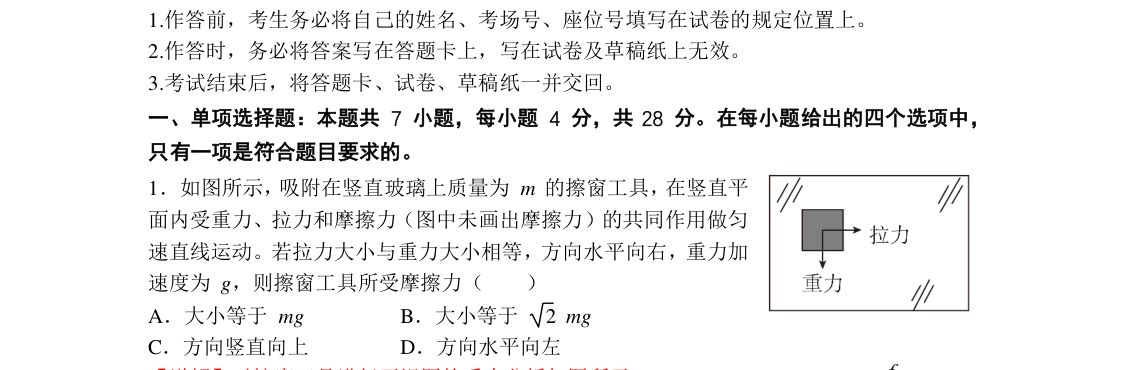 1.作答前，考生务必将自己的姓名、考场号、座位号填写在试卷的规定位置上。
2.作答时，务必将答案写在答题卡上，写在试卷及草稿纸上无效。
3.考试结束后，将答题卡、试卷、草稿纸一并交回。
一、单项选择题：本题共 7 小题，每小题 4 分，共 28 分。在每小题给出的四个选项中，
只有一项是符合题目要求的。
1．如图所示，吸附在竖直玻璃上质量为 m 的擦窗工具，在竖直平
面内受重力、拉力和摩擦力（图中未画出摩擦力）的共同作用做匀
速直线运动。若拉力大小与重力大小相等，方向水平向右，重力加
速度为 g，则擦窗工具所受摩擦力（　　）
A．大小等于 mg B．大小等于 √2 mg
C．方向竖直向上 D．方向水平向左
拉力
重力